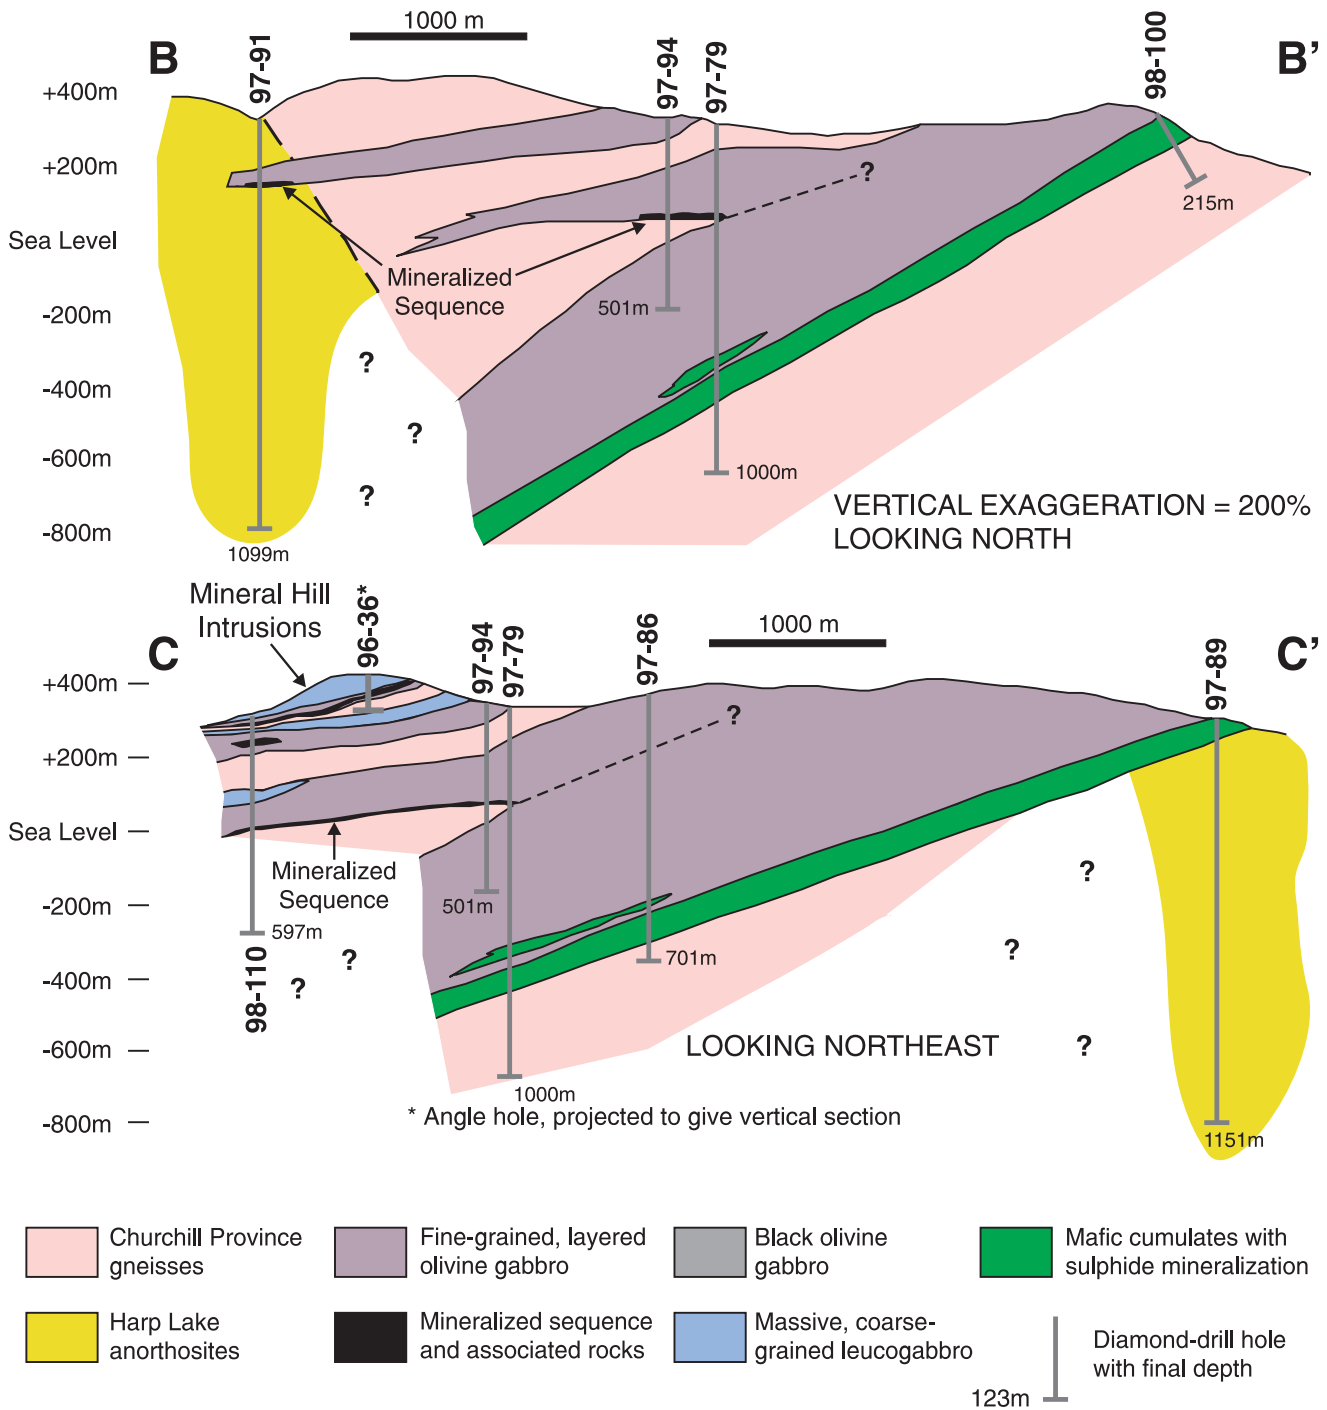 1000 m
B
97-91
97-94
97-79
98-100
B’
+400m
+200m
Sea Level
-200m
-400m
-600m
-800m
?
215m
Mineralized
Sequence
501m
?
?
?
1000m
1099m
VERTICAL EXAGGERATION = 200%
LOOKING NORTH
Mineral Hill
Intrusions
C
96-36*
97-94
97-79
97-86
1000 m
97-89
C’
+400m
+200m
Sea Level
-200m
-400m
-600m
-800m
?
Mineralized
Sequence
501m
597m
98-110
?
?
701m
?
?
?
LOOKING NORTHEAST
1000m
* Angle hole, projected to give vertical section
1151m
Churchill Province
gneisses
Fine-grained, layered
olivine gabbro
Black olivine
gabbro
Mafic cumulates with
sulphide mineralization
Harp Lake
anorthosites
Mineralized sequence
and associated rocks
Massive, coarse-
grained leucogabbro
Diamond-drill hole
with final depth
123m